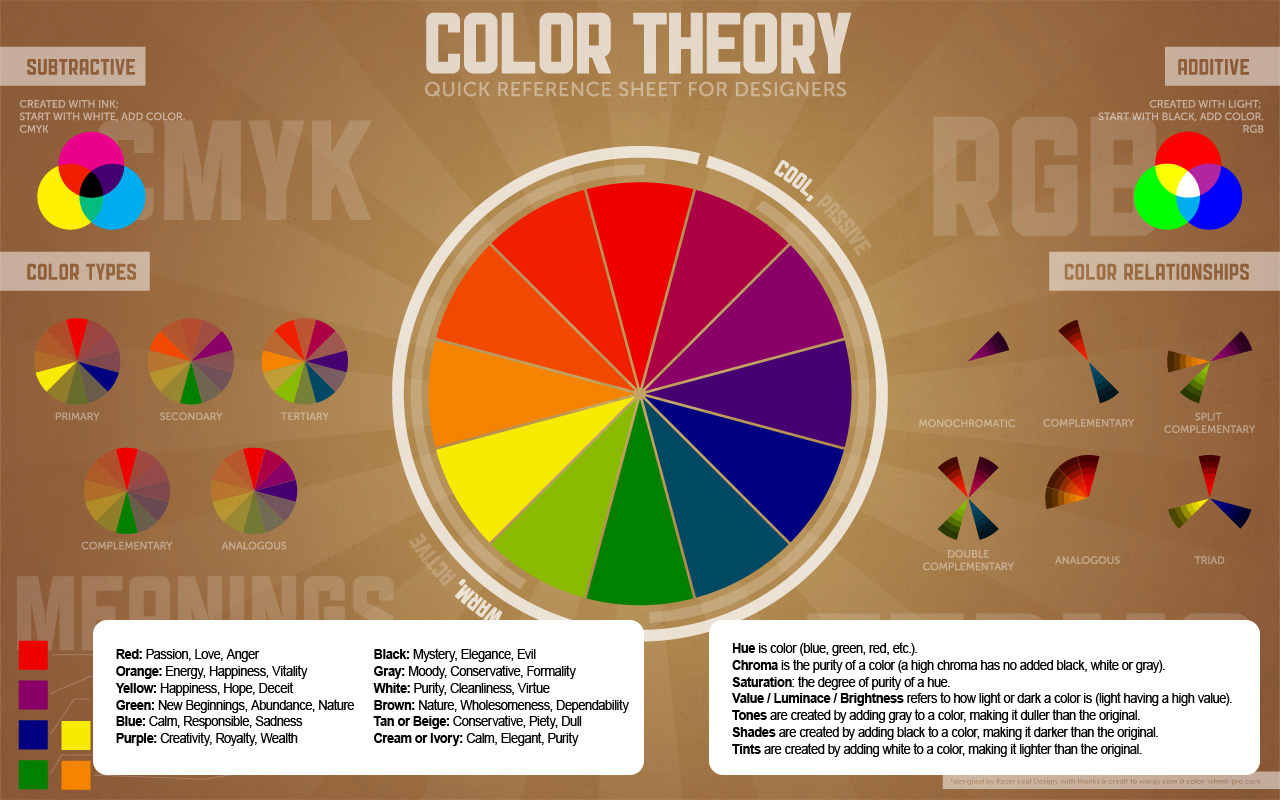 COLOR THEORY
QUICK REFERENCE SHEET FOR DESIGNERS
SUBTRACTIVE
CREATED WITH INK;
START WITH WHITE, ADD COLOR.
CMYK
CMYK
ADDITIVE
CREATED WITH LIGHT;
START WITH BLACK, ADD COLOR.
RGB
RGB
COOL, PASSIVE
WARM, ACTIVE
COLOR TYPES
PRIMARY
SECONDARY
TERTIARY
COMPLEMENTARY
ANALOGOUS
COLOR RELATIONSHIPS
MONOCHROMATIC
COMPLEMENTARY
SPLIT
COMPLEMENTARY
DOUBLE
COMPLEMENTARY
ANALOGOUS
TRIAD
MEANINGS
Red: Passion, Love, Anger
Orange: Energy, Happiness, Vitality
Yellow: Happiness, Hope, Deceit
Green: New Beginnings, Abundance, Nature
Blue: Calm, Responsible, Sadness
Purple: Creativity, Royalty, Wealth
Black: Mystery, Elegance, Evil
Gray: Moody, Conservative, Formality
White: Purity, Cleanliness, Virtue
Brown: Nature, Wholesomeness, Dependability
Tan or Beige: Conservative, Piety, Dull
Cream or Ivory: Calm, Elegant, Purity
Hue is color (blue, green, red, etc.).
Chroma is the purity of a color (a high chroma has no added black, white or gray).
Saturation: the degree of purity of a hue.
Value / Luminace / Brightness refers to how light or dark a color is (light having a high value).
Tones are created by adding gray to a color, making it duller than the original.
Shades are created by adding black to a color, making it darker than the original.
Tints are created by adding white to a color, making it lighter than the original.
*designed by Paper Leaf Design, with thanks & credit to worqx.com & color-wheel-pro.com